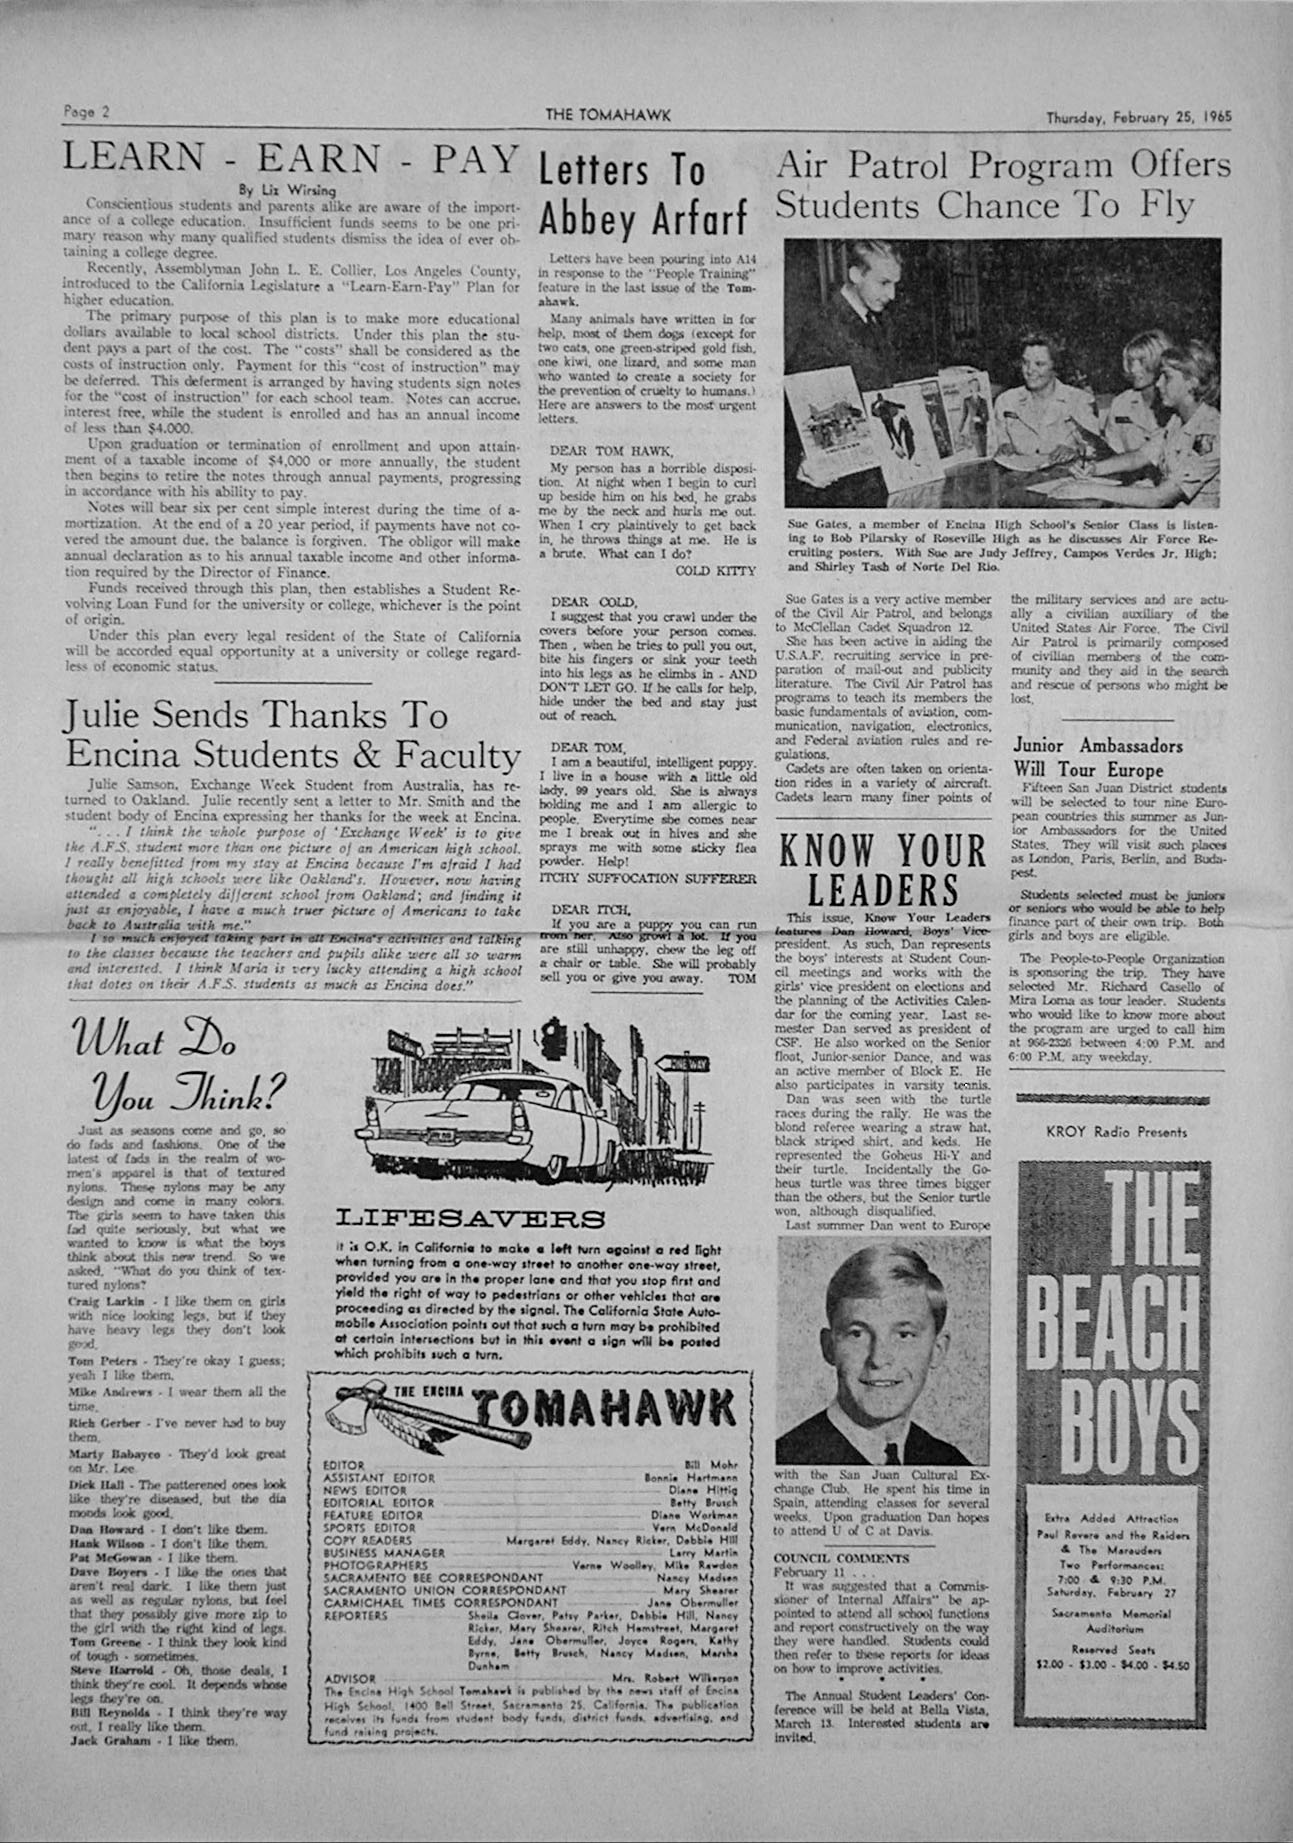 Page 2
THE TOMAHAWK
Thursday, February 25, 1965
LEARN - EARN - PAY
By Liz Wirsing
Conscientious students and parents alike are aware of the import-
ance of a college education. Insufficient funds seems to be one pri-
mary reason why many qualified students dismiss the idea of ever ob-
taining a college degree.
Recently, Assemblyman John L. E. Collier, Los Angeles County,
introduced to the California Legislature a "Learn-Earn-Pay" Plan for
higher education.
The primary purpose of this plan is to make more educational
dollars available to local school districts. Under this plan the stu-
dent pays a part of the cost. The "costs" shall be considered as the
costs of instruction only. Payment for this "cost of instruction" may
be deferred. This deferment is arranged by having students sign notes
for the "cost of instruction" for each school team. Notes can accrue,
interest free, while the student is enrolled and has an annual income
of less than $4,000.
Upon graduation or termination of enrollment and upon attain-
ment of a taxable income of $4,000 or more annually, the student
then begins to retire the notes through annual payments, progressing
in accordance with his ability to pay.
Notes will bear six per cent simple interest during the time of a-
mortization. At the end of a 20 year period, if payments have not co-
vered the amount due, the balance is forgiven. The obligor will make
annual declaration as to his annual taxable income and other informa-
tion required by the Director of Finance.
Funds received through this plan, then establishes a Student Re-
volving Loan Fund for the university or college, whichever is the point
of origin.
Under this plan every legal resident of the State of California
will be accorded equal opportunity at a university or college regard-
less of economic status.
Julie Sends Thanks To
Encina Students & Faculty
Julie Samson, Exchange Week Student from Australia, has re-
turned to Oakland. Julie recently sent a letter to Mr. Smith and the
student body of Encina expressing her thanks for the week at Encina.
". . . I think the whole purpose of 'Exchange Week' is to give
the A.F.S. student more than one picture of an American high school.
I really benefitted from my stay at Encina because I'm afraid I had
thought all high schools were like Oakland's. However, now having
attended a completely different school from Oakland; and finding it
just as enjoyable, I have a much truer picture of Americans to take
back to Australia with me."
I so much enjoyed taking part in all Encina's activities and talking
to the classes because the teachers and pupils alike were all so warm
and interested. I think Maria is very lucky attending a high school
that dotes on their A.F.S. students as much as Encina does."
What Do
You Think?
Just as seasons come and go, so
do fads and fashions. One of the
latest of fads in the realm of wo-
men's apparel is that of textured
nylons. These nylons may be any
design and come in many colors.
The girls seem to have taken this
fad quite seriously, but what we
wanted to know is what the boys
think about this new trend. So we
asked, "What do you think of tex-
tured nylons?
Craig Larkin - I like them on girls
with nice looking legs, but if they
have heavy legs they don't look
good.
Tom Peters - They're okay I guess;
yeah I like them.
Mike Andrews - I wear them all the
time.
Rich Gerber - I've never had to buy
them.
Marty Babayco - They'd look great
on Mr. Lee.
Dick Hall - The patterened ones look
like they're diseased, but the dia
monds look good.
Dan Howard - I don't like them.
Hank Wilson - I don't like them.
Pat McGowan - I like them.
Dave Boyers - I like the ones that
aren't real dark. I like them just
as well as regular nylons, but feel
that they possibly give more zip to
the girl with the right kind of legs.
Tom Greene - I think they look kind
of tough - sometimes.
Steve Harrold - Oh, those deals, I
think they're cool. It depends whose
legs they're on.
Bill Reynolds - I think they're way
out, I really like them.
Jack Graham - I like them.
Letters To
Abbey Arfarf
Letters have been pouring into A14
in response to the "People Training"
feature in the last issue of the Tom-
ahawk.
Many animals have written in for
help, most of them dogs (except for
two cats, one green-striped gold fish,
one kiwi, one lizard, and some man
who wanted to create a society for
the prevention of cruelty to humans.)
Here are answers to the most urgent
letters.
DEAR TOM HAWK,
My person has a horrible disposi-
tion. At night when I begin to curl
up beside him on his bed, he grabs
me by the neck and hurls me out.
When I cry plaintively to get back
in, he throws things at me. He is
a brute. What can I do?
COLD KITTY
DEAR COLD,
I suggest that you crawl under the
covers before your person comes.
Then , when he tries to pull you out,
bite his fingers or sink your teeth
into his legs as he climbs in - AND
DON'T LET GO. If he calls for help,
hide under the bed and stay just
out of reach.
DEAR TOM,
I am a beautiful, intelligent puppy.
I live in a house with a little old
lady, 99 years old. She is always
holding me and I am allergic to
people. Everytime she comes near
me I break out in hives and she
sprays me with some sticky flea
powder. Help!
ITCHY SUFFOCATION SUFFERER
DEAR ITCH,
If you are a puppy you can run
from her. Also growl a lot. If you
are still unhappy, chew the leg off
a chair or table. She will probably
sell you or give you away. TOM
ONE WAY
LIFESAVERS
It is O.K. in California to make a left turn against a red light
when turning from a one-way street to another one-way street,
provided you are in the proper lane and that you stop first and
yield the right of way to pedestrians or other vehicles that are
proceeding as directed by the signal. The California State Auto-
mobile Association points out that such a turn may be prohibited
at certain intersections but in this event a sign will be posted
which prohibits such a turn.
THE ENCINA
TOMAHAWK
EDITOR Bill Mohr
ASSISTANT EDITOR Bonnie Hartmann
NEWS EDITOR Diane Hittig
EDITORIAL EDITOR Betty Brusch
FEATURE EDITOR Diane Workman
SPORTS EDITOR Vern McDonald
COPY READERS Margaret Eddy, Nancy Ricker, Debbie Hill
BUSINESS MANAGER Larry Martin
PHOTOGRAPHERS Verne Woolley, Mike Rawdon
SACRAMENTO BEE CORRESPONDENT Nancy Madsen
SACRAMENTO UNION CORRESPONDENT Mary Shearer
CARMICHAEL TIMES CORRESPONDENT Jane Obermuller
REPORTERS Sheila Clover, Patsy Parker, Debbie Hill, Nancy
Ricker, Mary Shearer, Ritch Hemstreet, Margaret
Eddy, Jane Obermuller, Joyce Rogers, Kathy
Byrne, Betty Brusch, Nancy Madsen, Marsha
Dunham
ADVISOR Mrs. Robert Wilkerson
The Encina High School Tomahawk is published by the news staff of Encina
High School, 1400 Bell Street, Sacramento 25, California. The publication
receives its funds from student body funds, district funds, advertising, and
fund raising projects.
Air Patrol Program Offers
Students Chance To Fly
Sue Gates, a member of Encina High School's Senior Class is listen-
ing to Bob Pilarsky of Roseville High as he discusses Air Force Re-
cruiting posters. With Sue are Judy Jeffrey, Campos Verdes Jr. High;
and Shirley Tash of Norte Del Rio.
Sue Gates is a very active member
of the Civil Air Patrol, and belongs
to McClellan Cadet Squadron 12.
She has been active in aiding the
U.S.A.F. recruiting service in pre-
paration of mail-out and publicity
literature. The Civil Air Patrol has
programs to teach its members the
basic fundamentals of aviation, com-
munication, navigation, electronics,
and Federal aviation rules and re-
gulations.
Cadets are often taken on orienta-
tion rides in a variety of aircraft.
Cadets learn many finer points of
the military services and are actu-
ally a civilian auxiliary of the
United States Air Force. The Civil
Air Patrol is primarily composed
of civilian members of the com-
munity and they aid in the search
and rescue of persons who might be
lost.
KNOW YOUR
LEADERS
This issue, Know Your Leaders
features Dan Howard, Boys' Vice-
president. As such, Dan represents
the boys' interests at Student Coun-
cil meetings and works with the
girls' vice president on elections and
the planning of the Activities Calen-
dar for the coming year. Last se-
mester Dan served as president of
CSF. He also worked on the Senior
float, Junior-senior Dance, and was
an active member of Block E. He
also participates in varsity tennis.
Dan was seen with the turtle
races during the rally. He was the
blond referee wearing a straw hat,
black striped shirt, and keds. He
represented the Goheus Hi-Y and
their turtle. Incidentally the Go-
heus turtle was three times bigger
than the others, but the Senior turtle
won, although disqualified.
Last summer Dan went to Europe
with the San Juan Cultural Ex-
change Club. He spent his time in
Spain, attending classes for several
weeks. Upon graduation Dan hopes
to attend U of C at Davis.
COUNCIL COMMENTS
February 11 . . .
It was suggested that a Commis-
sioner of Internal Affairs" be ap-
pointed to attend all school functions
and report constructively on the way
they were handled. Students could
then refer to these reports for ideas
on how to improve activities.
The Annual Student Leaders' Con-
ference will be held at Bella Vista,
March 13. Interested students are
invited.
Junior Ambassadors
Will Tour Europe
Fifteen San Juan District students
will be selected to tour nine Euro-
pean countries this summer as Jun-
ior Ambassadors for the United
States. They will visit such places
as London, Paris, Berlin, and Buda-
pest.
Students selected must be juniors
or seniors who would be able to help
finance part of their own trip. Both
girls and boys are eligible.
The People-to-People Organization
is sponsoring the trip. They have
selected Mr. Richard Casello of
Mira Loma as tour leader. Students
who would like to know more about
the program are urged to call him
at 966-2326 between 4:00 P.M. and
6:00 P.M. any weekday.
KROY Radio Presents
THE
BEACH
BOYS
Extra Added Attraction
Paul Revere and the Raiders
& The Marauders
Two Performances:
7:00 & 9:30 P.M.
Saturday, February 27
Sacramento Memorial
Auditorium
Reserved Seats
$2.00 - $3.00 - $4.00 - $4.50